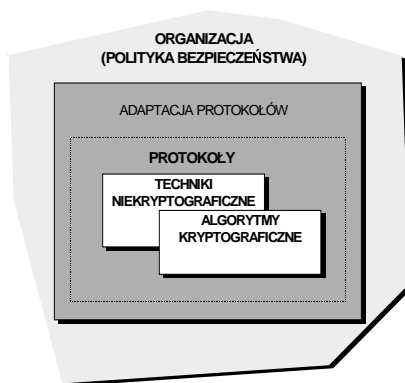 ORGANIZACJA
(POLITYKA BEZPIECZEŃSTWA)
ADAPTACJA PROTOKOŁÓW
PROTOKOŁY
TECHNIKI
NIEKRYPTOGRAFICZNE
ALGORYTMY
KRYPTOGRAFICZNE